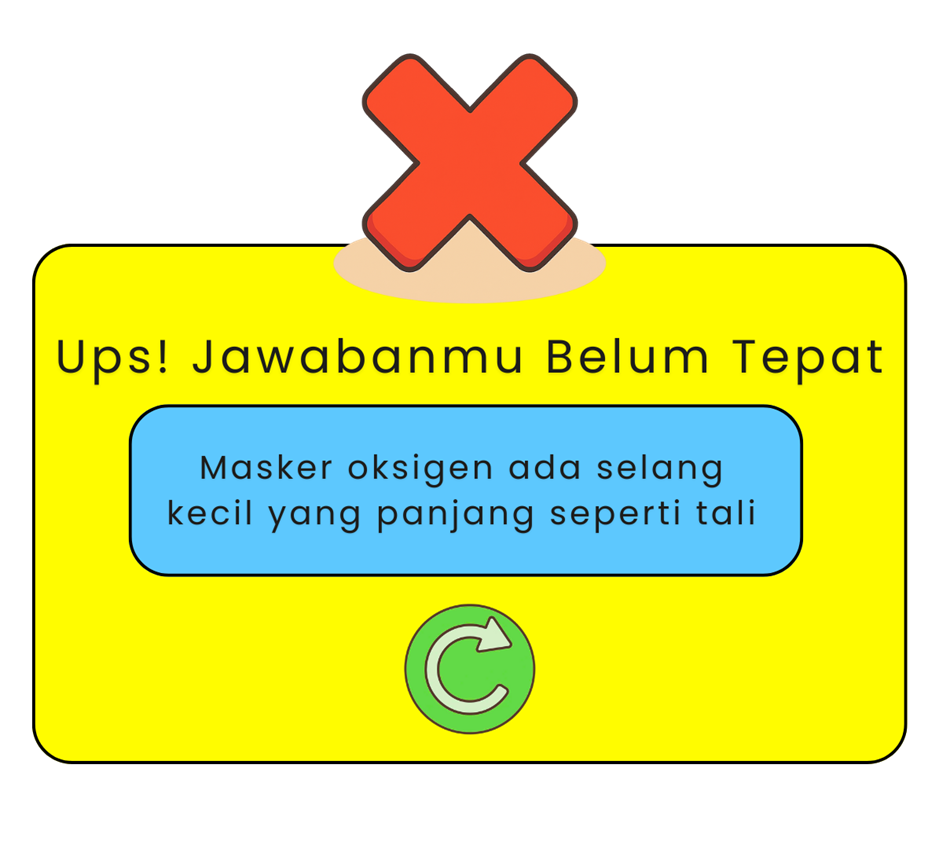 Ups! Jawabanmu Belum Tepat
Masker oksigen ada selang
kecil yang panjang seperti tali